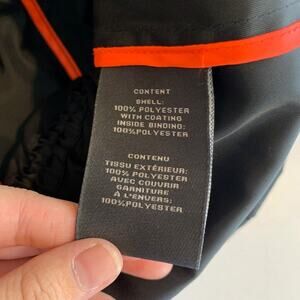 CONTENT
SHELL:
100% POLYESTER
WITH COATING
INSIDE BINDING:
100%POLYESTER
CONTENU
TISSU EXTÉRIEUR:
100% POLYESTER
AVEC COUVRIR
GARNITURE
À L'ENVERS:
100%POLYESTER